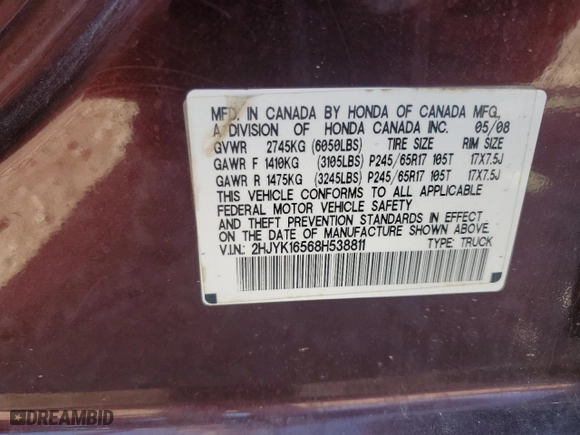 MFD. IN CANADA BY HONDA OF CANADA MFG.,
A DIVISION OF HONDA CANADA INC. 05/08
GVWR 2745KG (6050LBS) TIRE SIZE RIM SIZE
GAWR F 1410KG (3105LBS) P245/65R17 105T 17X7.5J
GAWR R 1475KG (3245LBS) P245/65R17 105T 17X7.5J
THIS VEHICLE CONFORMS TO ALL APPLICABLE
FEDERAL MOTOR VEHICLE SAFETY
AND THEFT PREVENTION STANDARDS IN EFFECT
ON THE DATE OF MANUFACTURE SHOWN ABOVE.
V.I.N.: 2HJYK16568H538811 TYPE: TRUCK
DREAMBID